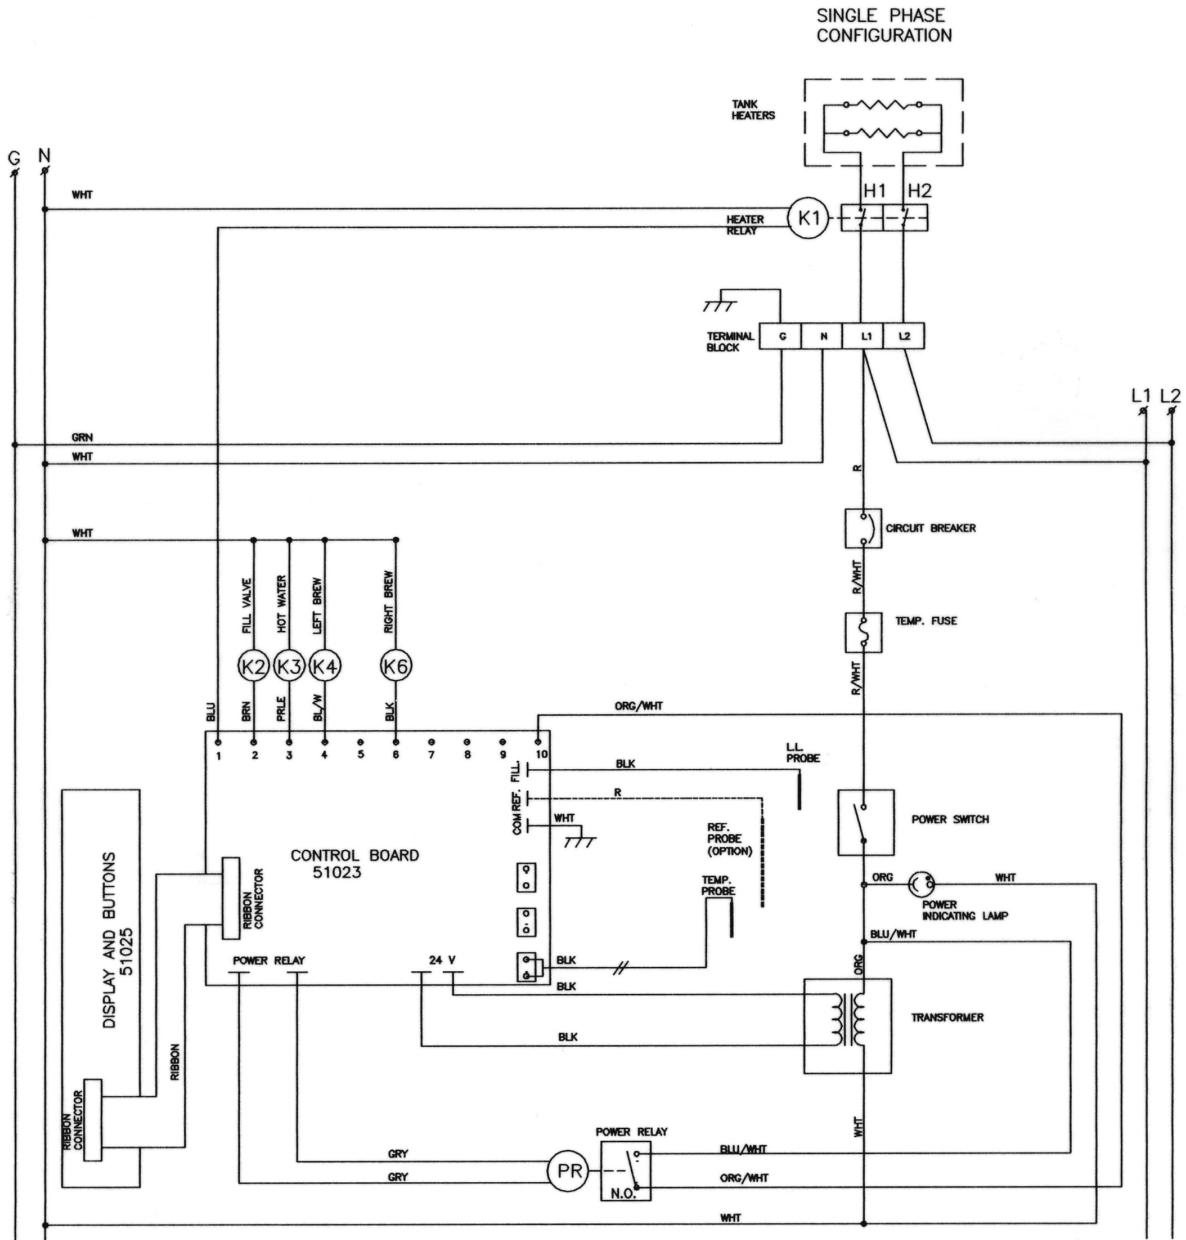 SINGLE PHASE
CONFIGURATION
TANK
HEATERS
G
N
WHT
H1
H2
HEATER
RELAY
K1
TERMINAL
BLOCK
G
N
L1
L2
L1
L2
GRN
WHT
R
WHT
CIRCUIT BREAKER
R/WHT
FILL VALVE
HOT WATER
LEFT BREW
RIGHT BREW
TEMP. FUSE
K2
K3
K4
K6
R/WHT
BLU
BRN
PRLE
BL/W
BLK
ORG/WHT
1
2
3
4
5
6
7
8
9
10
L.L.
PROBE
FILL.
BLK
REF.
R
COM
WHT
REF.
PROBE
(OPTION)
POWER SWITCH
CONTROL BOARD
51023
TEMP.
PROBE
ORG
WHT
POWER
INDICATING LAMP
DISPLAY AND BUTTONS
51025
RIBBON
CONNECTOR
BLU/WHT
POWER RELAY
24 V
BLK
ORG
BLK
TRANSFORMER
BLK
RIBBON
RIBBON
CONNECTOR
WHT
POWER RELAY
GRY
BLU/WHT
PR
GRY
ORG/WHT
N.O.
WHT